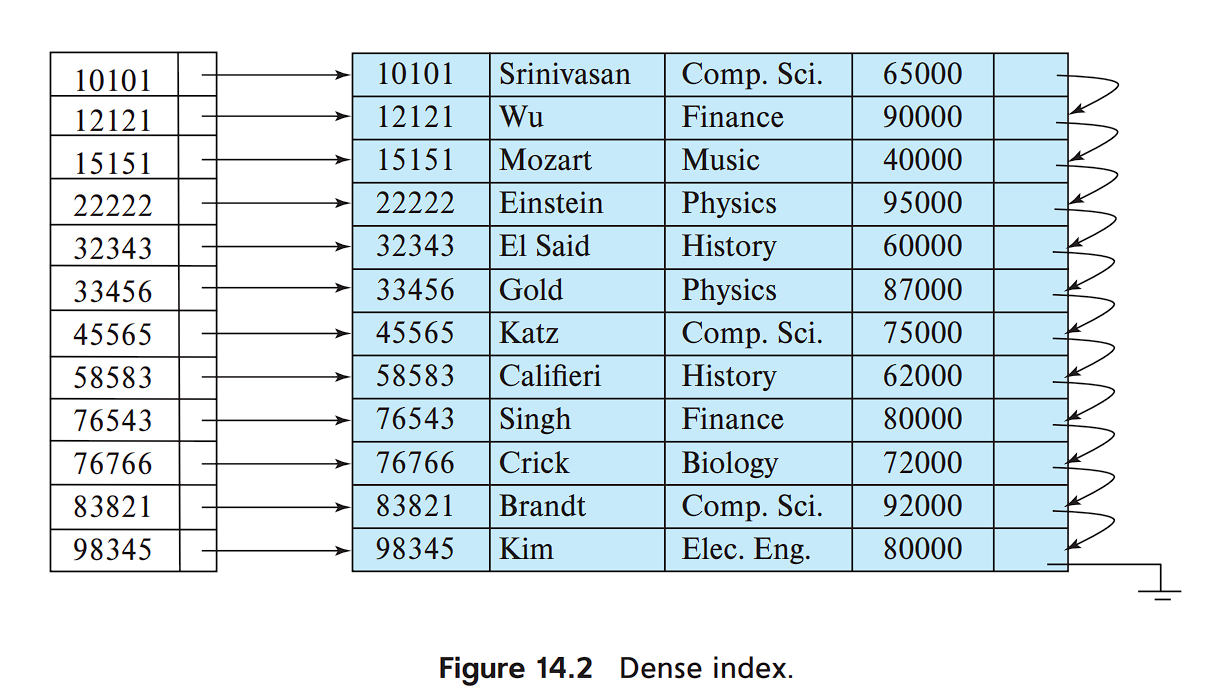 10101 10101 Srinivasan Comp. Sci. 65000
12121 12121 Wu Finance 90000
15151 15151 Mozart Music 40000
22222 22222 Einstein Physics 95000
32343 32343 El Said History 60000
33456 33456 Gold Physics 87000
45565 45565 Katz Comp. Sci. 75000
58583 58583 Califieri History 62000
76543 76543 Singh Finance 80000
76766 76766 Crick Biology 72000
83821 83821 Brandt Comp. Sci. 92000
98345 98345 Kim Elec. Eng. 80000
Figure 14.2 Dense index.